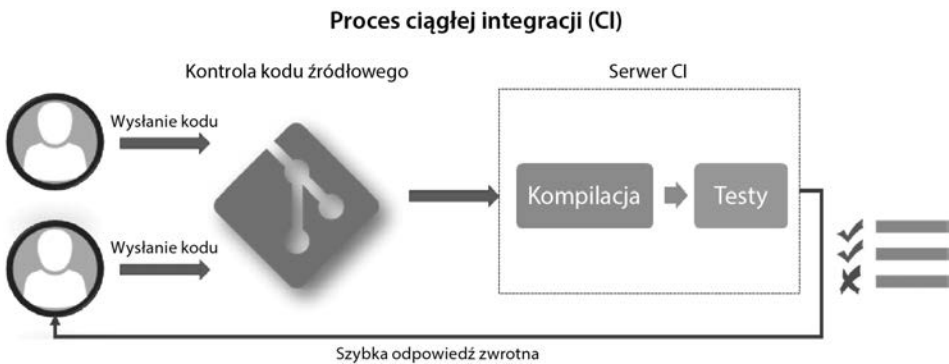 Proces ciągłej integracji (CI)
Kontrola kodu źródłowego
Serwer CI
Wysłanie kodu
Kompilacja
Testy
Wysłanie kodu
Szybka odpowiedź zwrotna